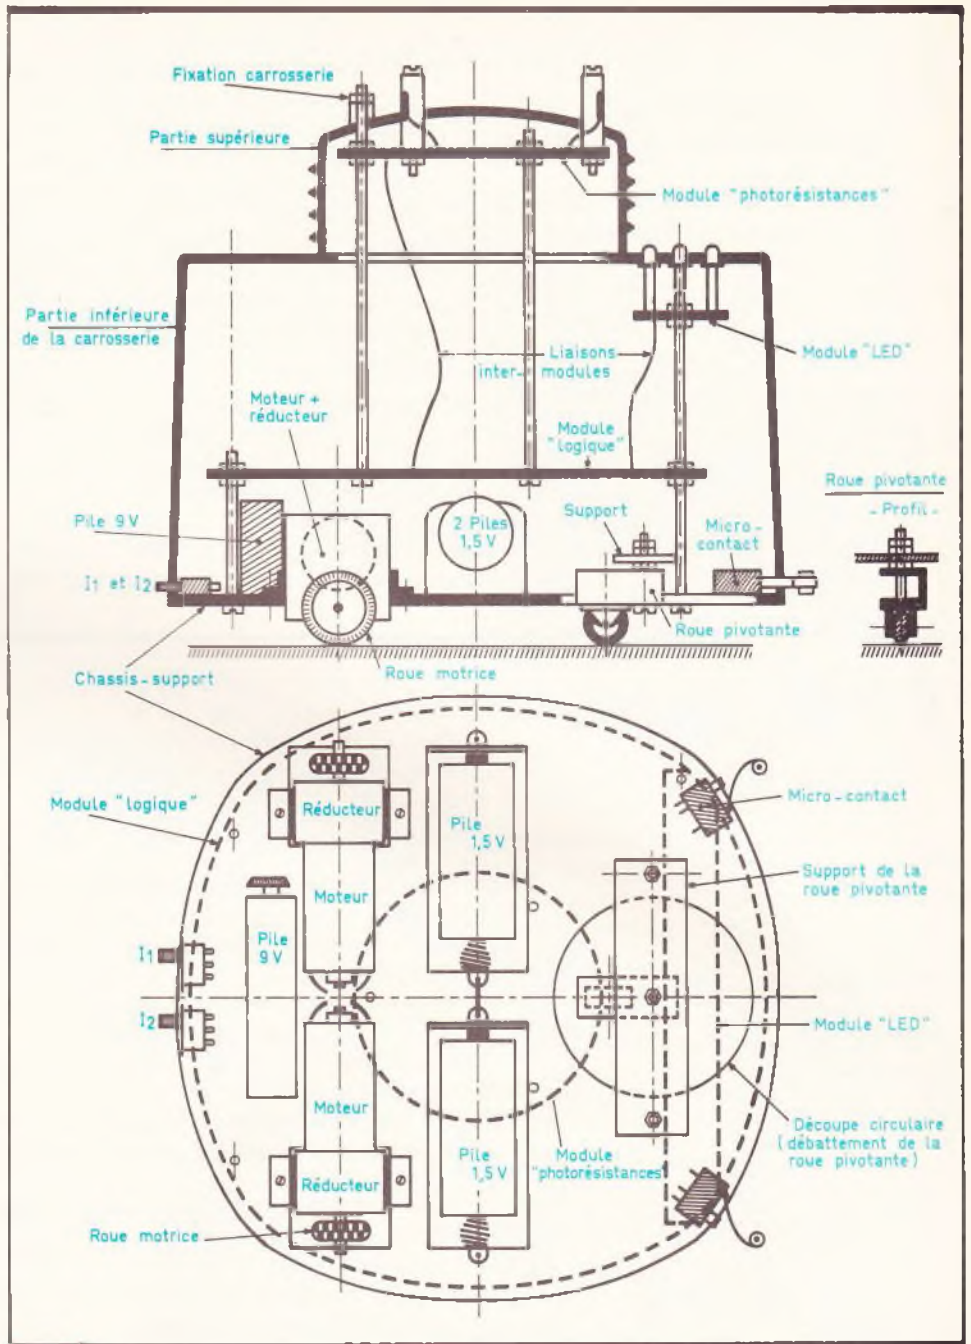 Fixation carrosserie
Partie supérieure
Module "photorésistances"
Partie inférieure
de la carrosserie
Liaisons
inter-modules
Module "LED"
Moteur +
réducteur
Module
"logique"
Roue pivotante
- Profil -
Pile 9V
2 Piles
1,5 V
Support
Micro-
contact
I1 et I2
Roue pivotante
Roue motrice
Chassis-support
Module "logique"
Réducteur
Pile
1,5 V
Micro-contact
Support de la
roue pivotante
Moteur
Pile
9 V
I1
I2
Module "LED"
Moteur
Découpe circulaire
(débattement de la
roue pivotante)
Module
"photorésistances"
Pile
1,5 V
Réducteur
Roue motrice